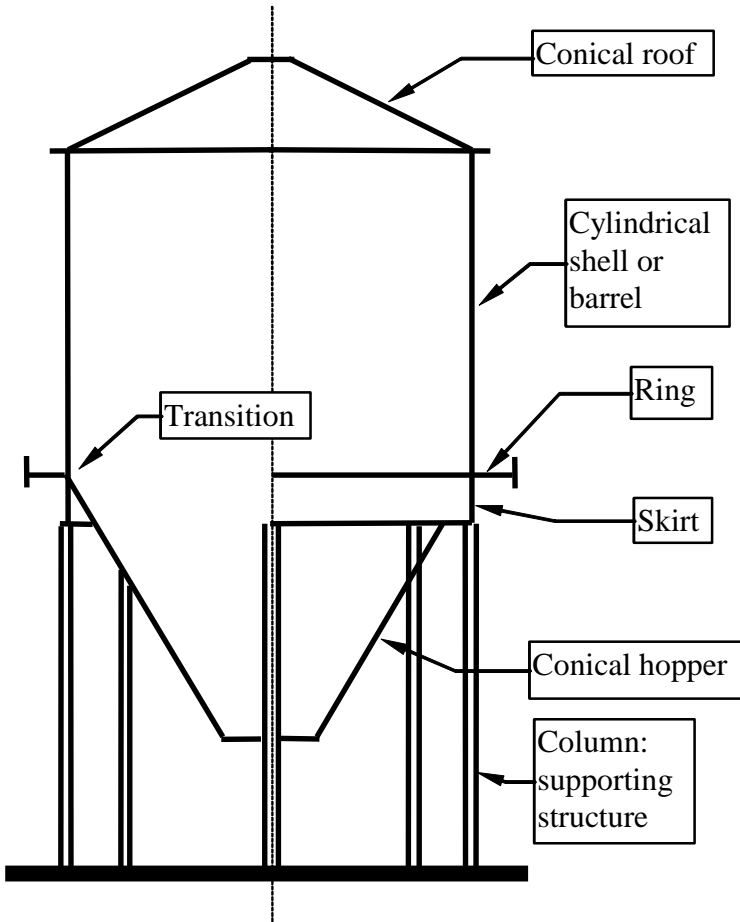 Conical roof
Cylindrical
shell or
barrel
Transition
Ring
Skirt
Conical hopper
Column:
supporting
structure